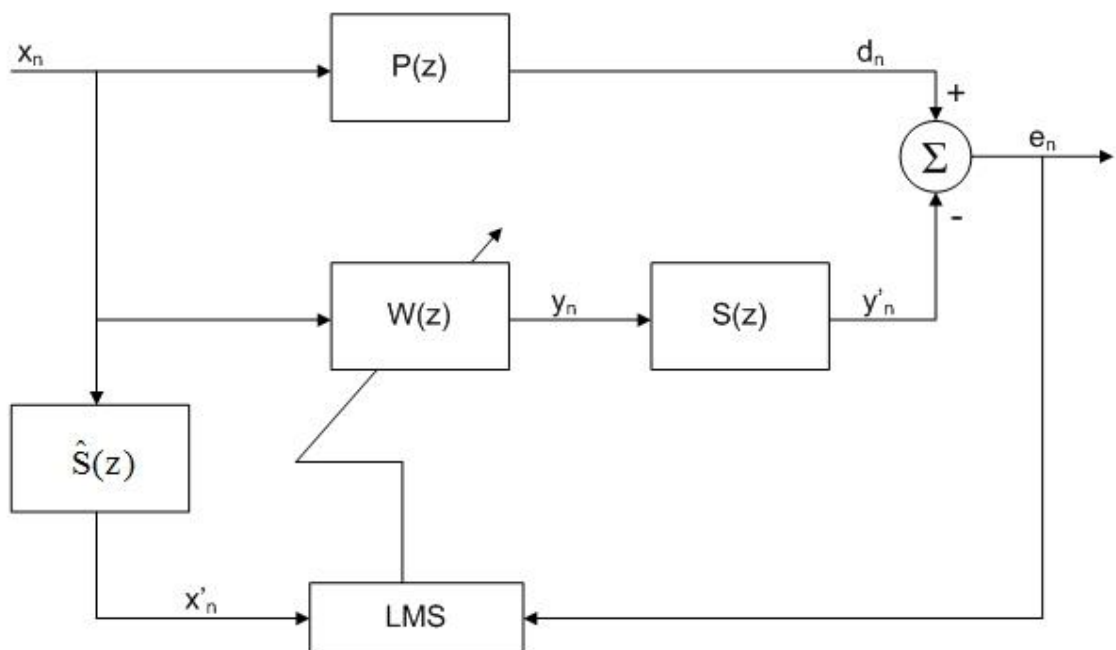 xₙ
P(z)
dₙ
+
Σ
eₙ
-
W(z)
yₙ
S(z)
y'ₙ
Ŝ(z)
x'ₙ
LMS